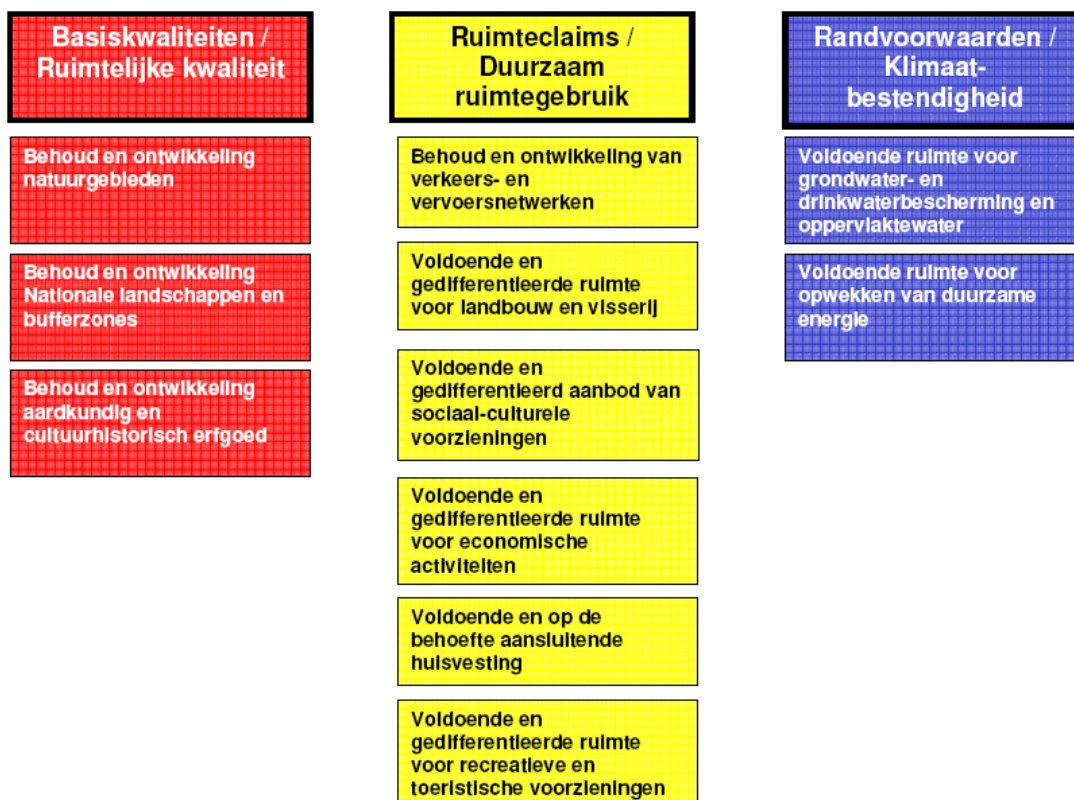 Basiskwaliteiten /
Ruimtelijke kwaliteit
Behoud en ontwikkeling
natuurgebieden
Behoud en ontwikkeling
Nationale landschappen en
bufferzones
Behoud en ontwikkeling
aardkundig en
cultuurhistorisch erfgoed
Ruimteclaims /
Duurzaam
ruimtegebruik
Behoud en ontwikkeling van
verkeers- en
vervoersnetwerken
Voldoende en
gedifferentieerde ruimte
voor landbouw en visserij
Voldoende en
gedifferentieerd aanbod van
sociaal-culturele
voorzieningen
Voldoende en
gedifferentieerde ruimte
voor economische
activiteiten
Voldoende en op de
behoefte aansluitende
huisvesting
Voldoende en
gedifferentieerde ruimte
voor recreatieve en
toeristische voorzieningen
Randvoorwaarden /
Klimaat-
bestendigheid
Voldoende ruimte voor
grondwater- en
drinkwaterbescherming en
oppervlaktewater
Voldoende ruimte voor
opwekken van duurzame
energie